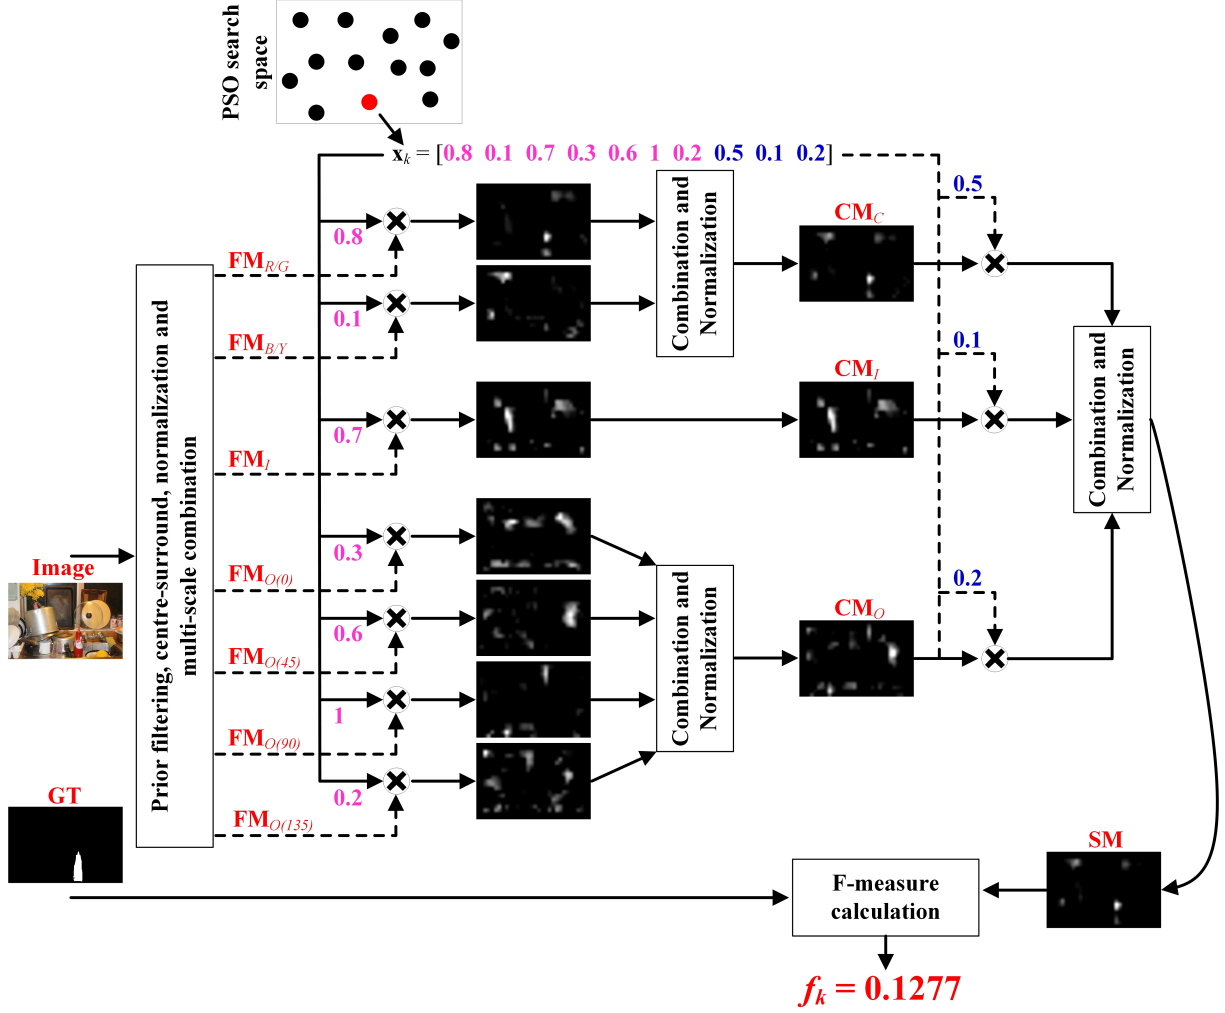 PSO search
space
x_k = [0.8 0.1 0.7 0.3 0.6 1 0.2 0.5 0.1 0.2]
0.8
FM_R/G
0.1
FM_B/Y
0.7
FM_I
0.3
FM_O(0)
0.6
FM_O(45)
1
FM_O(90)
0.2
FM_O(135)
Image
GT
Prior filtering, centre-surround, normalization and
multi-scale combination
Combination and
Normalization
Combination and
Normalization
CM_C
CM_I
CM_O
0.5
0.1
0.2
Combination and
Normalization
SM
F-measure
calculation
f_k = 0.1277